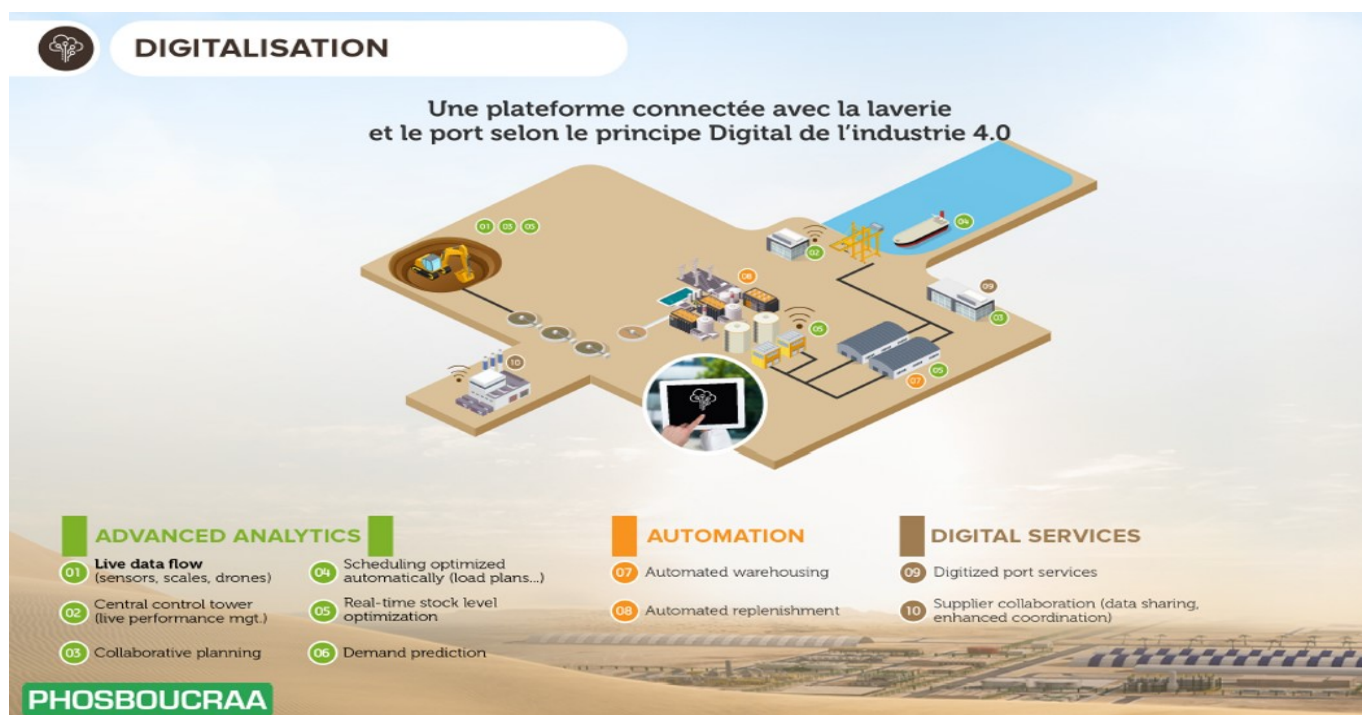 DIGITALISATION
Une plateforme connectée avec la laverie
et le port selon le principe Digital de l'industrie 4.0
01 03 05
04
02
08
09
03
05
10
07
05
ADVANCED ANALYTICS
01 Live data flow
(sensors, scales, drones)
02 Central control tower
(live performance mgt.)
03 Collaborative planning
04 Scheduling optimized
automatically (load plans...)
05 Real-time stock level
optimization
06 Demand prediction
AUTOMATION
07 Automated warehousing
08 Automated replenishment
DIGITAL SERVICES
09 Digitized port services
10 Supplier collaboration (data sharing,
enhanced coordination)
PHOSBOUCRAA